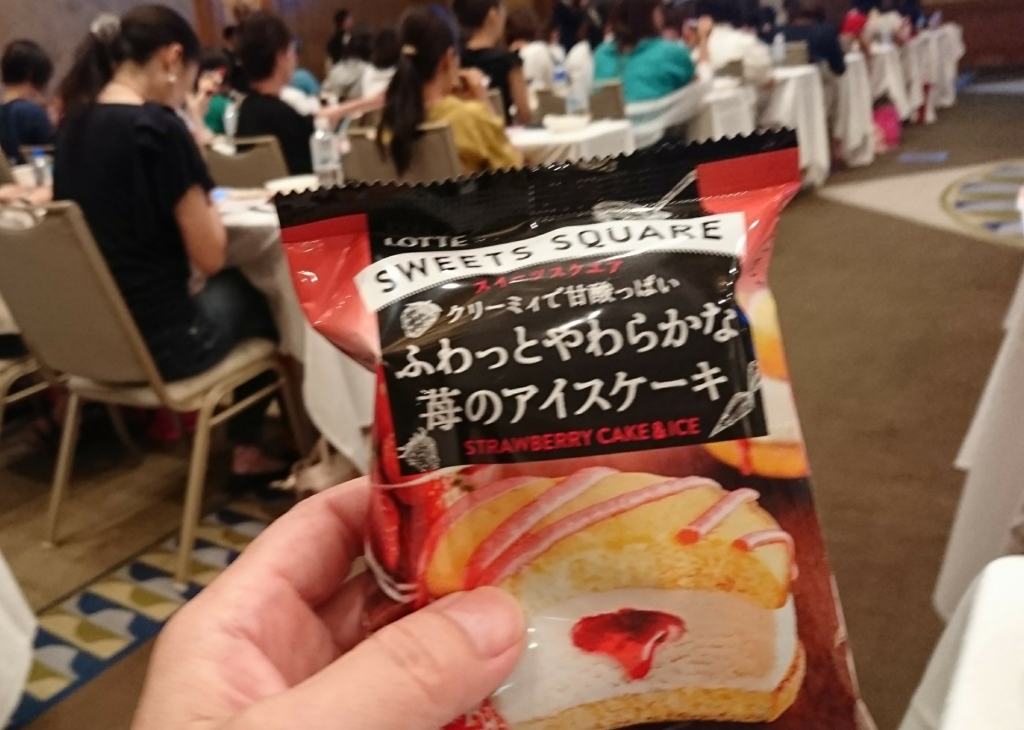 LOTTE
SWEETS SQUARE
スイーツスクエア
クリーミィで甘酸っぱい
ふわっとやわらかな
苺のアイスケーキ
STRAWBERRY CAKE&ICE